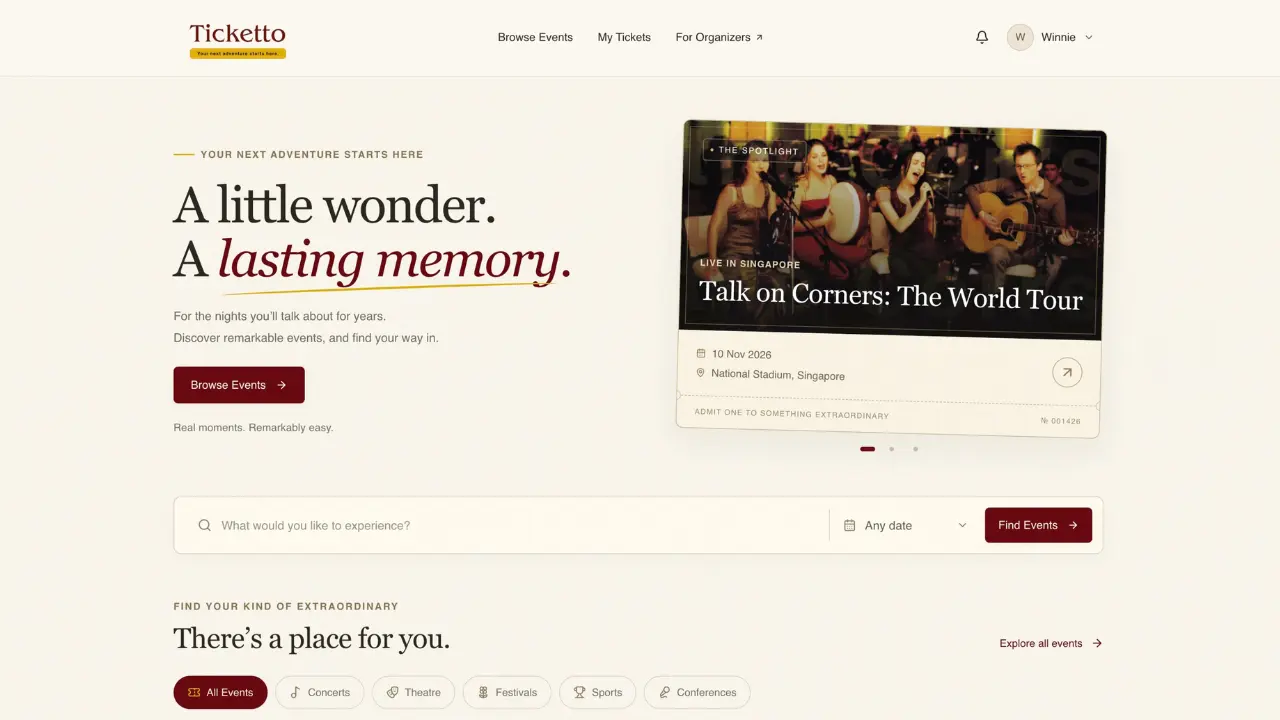 Ticketto
Your next adventure starts here.
Browse Events
My Tickets
For Organizers
W
Winnie
YOUR NEXT ADVENTURE STARTS HERE
A little wonder.
A lasting memory.
For the nights you’ll talk about for years.
Discover remarkable events, and find your way in.
Browse Events
Real moments. Remarkably easy.
THE SPOTLIGHT
LIVE IN SINGAPORE
Talk on Corners: The World Tour
10 Nov 2026
National Stadium, Singapore
ADMIT ONE TO SOMETHING EXTRAORDINARY
№ 001426
What would you like to experience?
Any date
Find Events
FIND YOUR KIND OF EXTRAORDINARY
There’s a place for you.
Explore all events
All Events
Concerts
Theatre
Festivals
Sports
Conferences